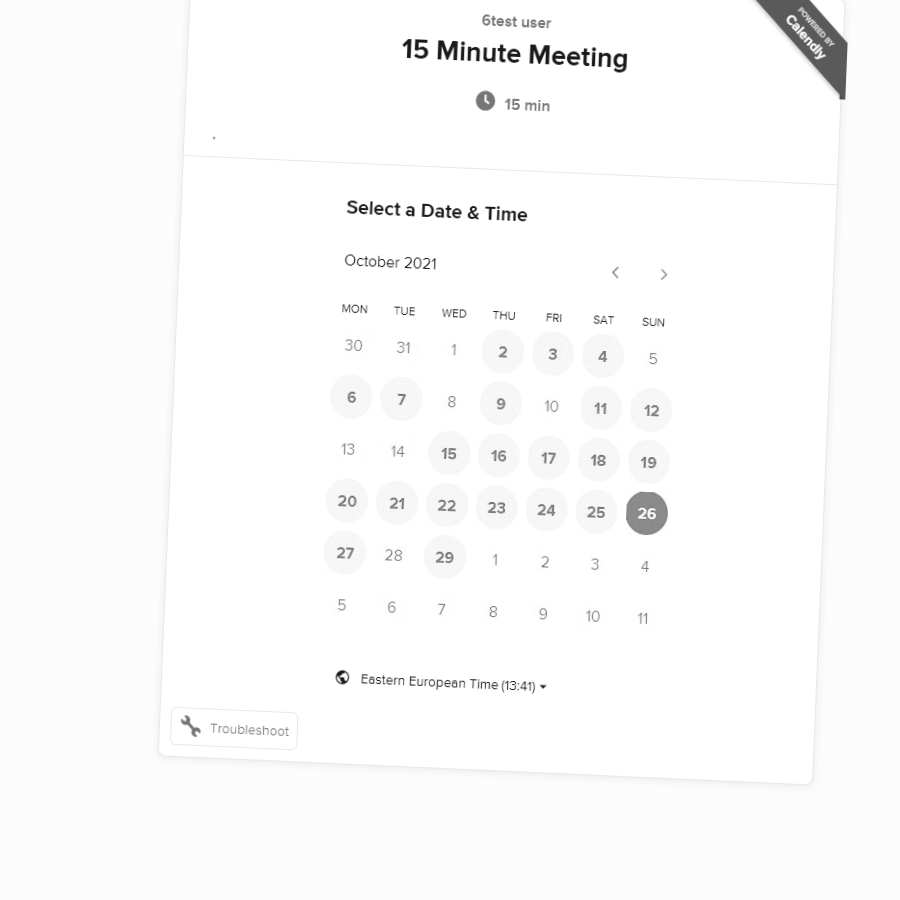 6test user
POWERED BY
Calendly
15 Minute Meeting
15 min
Select a Date & Time
October 2021
MON TUE WED THU FRI SAT SUN
30 31 1 2 3 4 5
6 7 8 9 10 11 12
13 14 15 16 17 18 19
20 21 22 23 24 25 26
27 28 29 1 2 3 4
5 6 7 8 9 10 11
Eastern European Time (13:41)
Troubleshoot